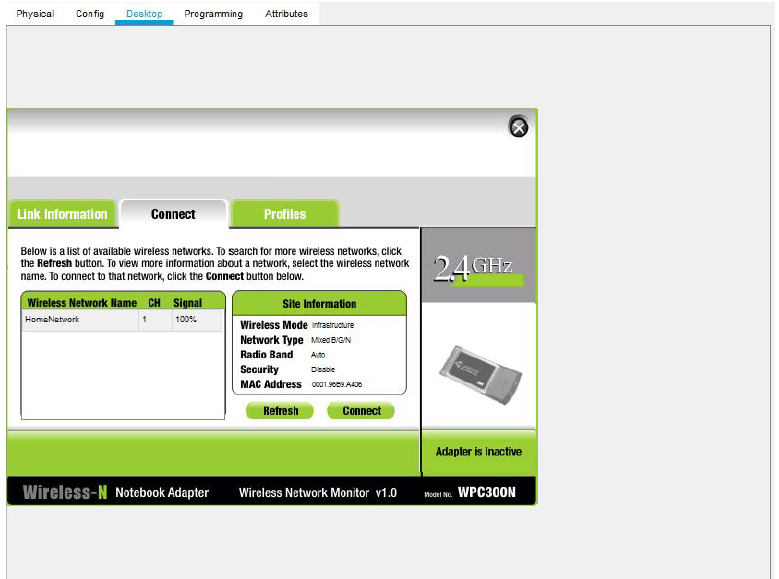 Physical Config Desktop Programming Attributes
Link Information Connect Profiles
Below is a list of available wireless networks. To search for more wireless networks, click
the Refresh button. To view more information about a network, select the wireless network
name. To connect to that network, click the Connect button below.
2.4GHz
Wireless Network Name CH Signal
HomeNetwork 1 100%
Site Information
Wireless Mode Infrastructure
Network Type Mixed B/G/N
Radio Band Auto
Security Disable
MAC Address 0001.96B9.A406
Refresh Connect
Adapter is Inactive
Wireless-N Notebook Adapter Wireless Network Monitor v1.0 Model No. WPC300N